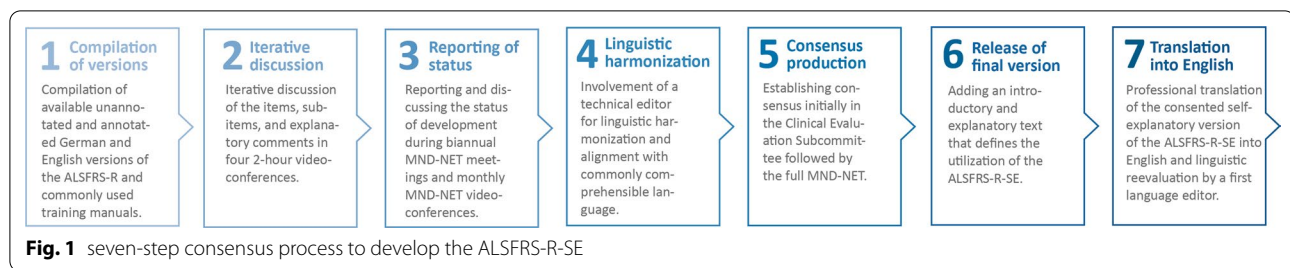 1 Compilation
of versions
Compilation of
available unanno-
tated and annotat-
ed German and
English versions of
the ALSFRS-R and
commonly used
training manuals.
2 Iterative
discussion
Iterative discussion
of the items, sub-
items, and explana-
tory comments in
four 2-hour video-
conferences.
3 Reporting of
status
Reporting and dis-
cussing the status
of development
during biannual
MND-NET meet-
ings and monthly
MND-NET video-
conferences.
4 Linguistic
harmonization
Involvement of a
technical editor
for linguistic har-
monization and
alignment with
commonly com-
prehensible lan-
guage.
5 Consensus
production
Establishing con-
sensus initially in
the Clinical Evalu-
ation Subcommit-
tee followed by
the full MND-NET.
6 Release of
final version
Adding an intro-
ductory and
explanatory text
that defines the
utilization of the
ALSFRS-R-SE.
7 Translation
into English
Professional translation
of the consented self-
explanatory version
of the ALSFRS-R-SE into
English and linguistic
reevaluation by a first
language editor.
Fig. 1 seven-step consensus process to develop the ALSFRS-R-SE